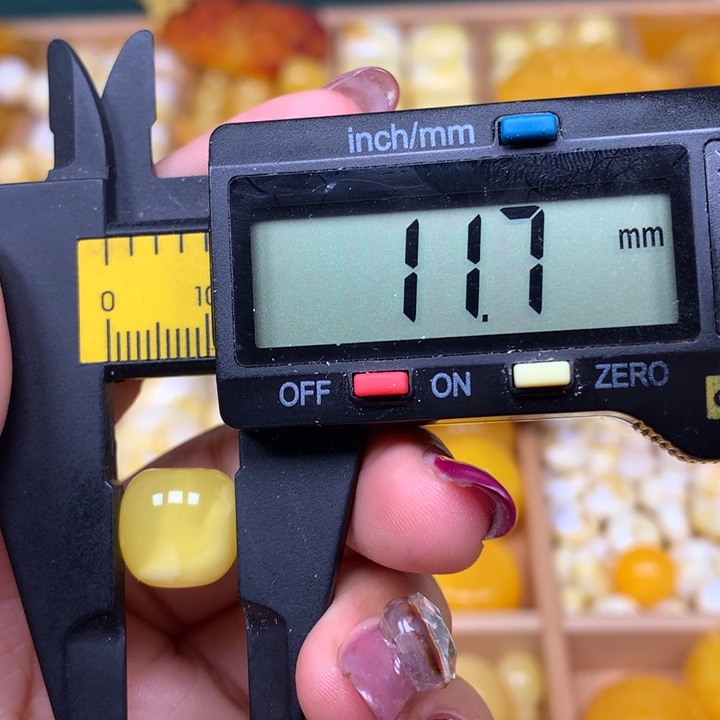 inch/mm
11.7 mm
0 10
OFF ON ZERO